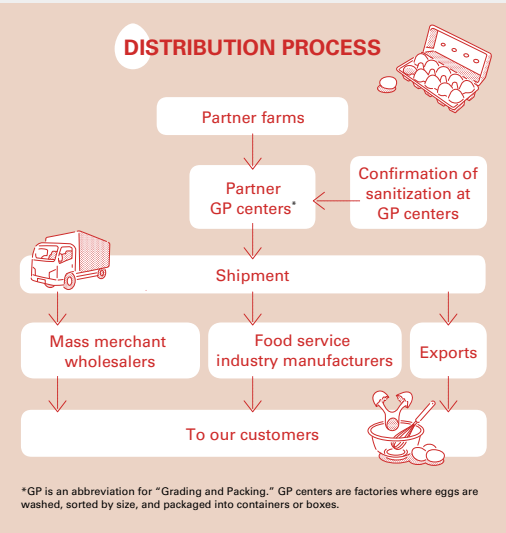 DISTRIBUTION PROCESS
Partner farms
Partner
GP centers*
Confirmation of
sanitization at
GP centers
Shipment
Mass merchant
wholesalers
Food service
industry manufacturers
Exports
To our customers
*GP is an abbreviation for “Grading and Packing.” GP centers are factories where eggs are
washed, sorted by size, and packaged into containers or boxes.